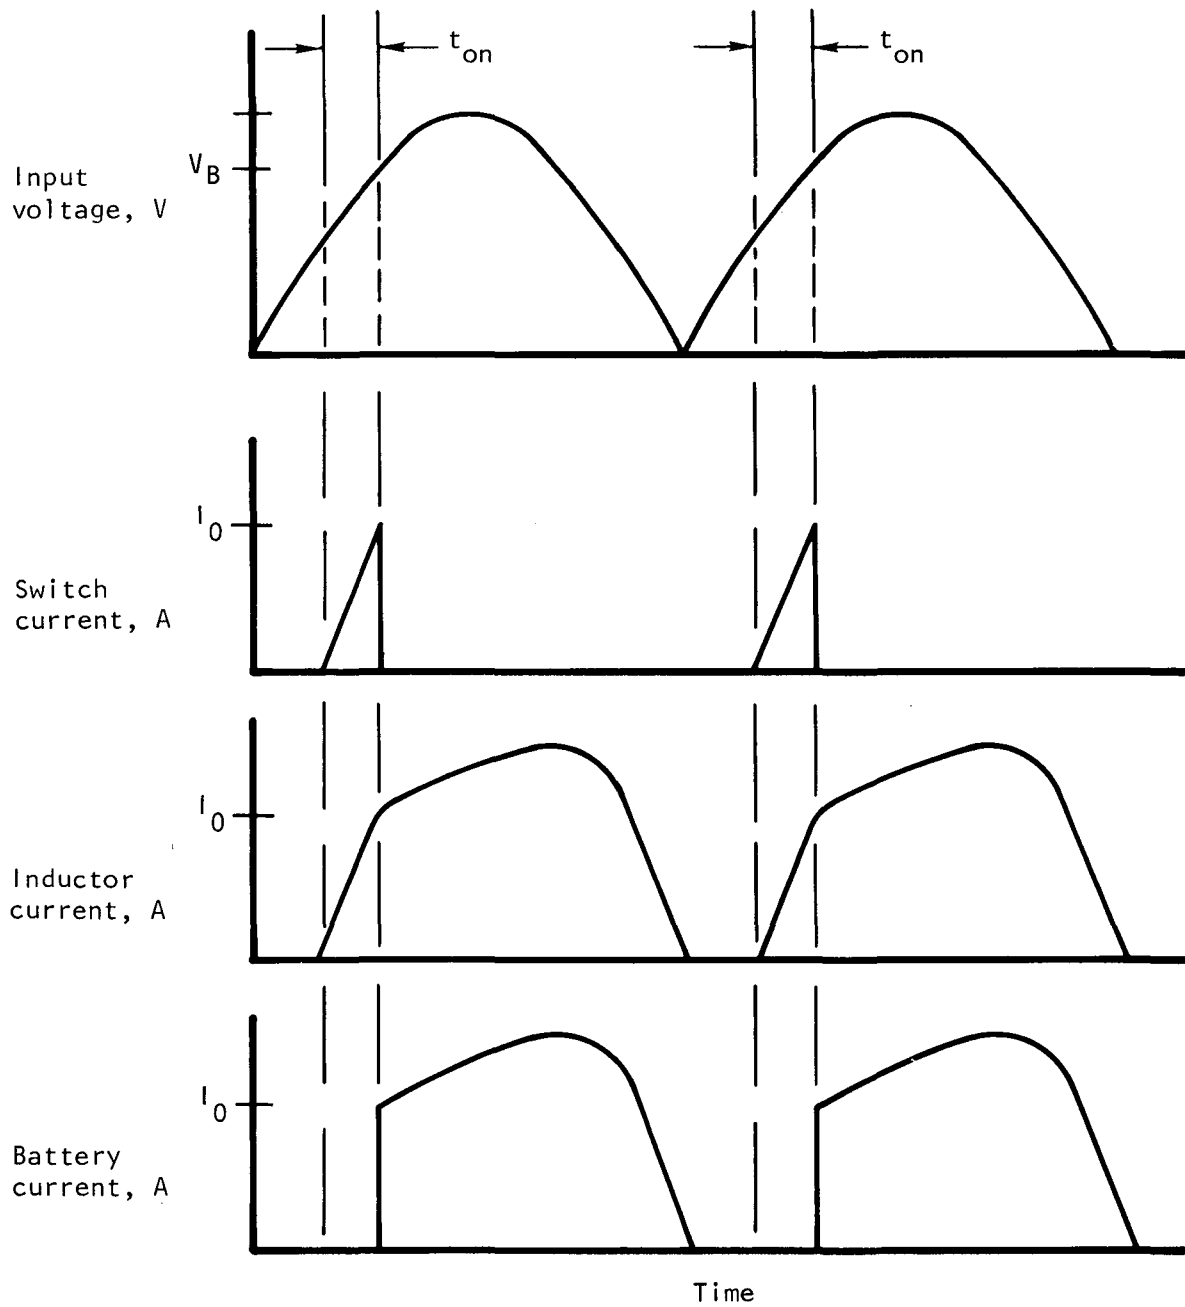 t_on t_on
V_B
Input
voltage, V
I_0
Switch
current, A
I_0
Inductor
current, A
I_0
Battery
current, A
Time